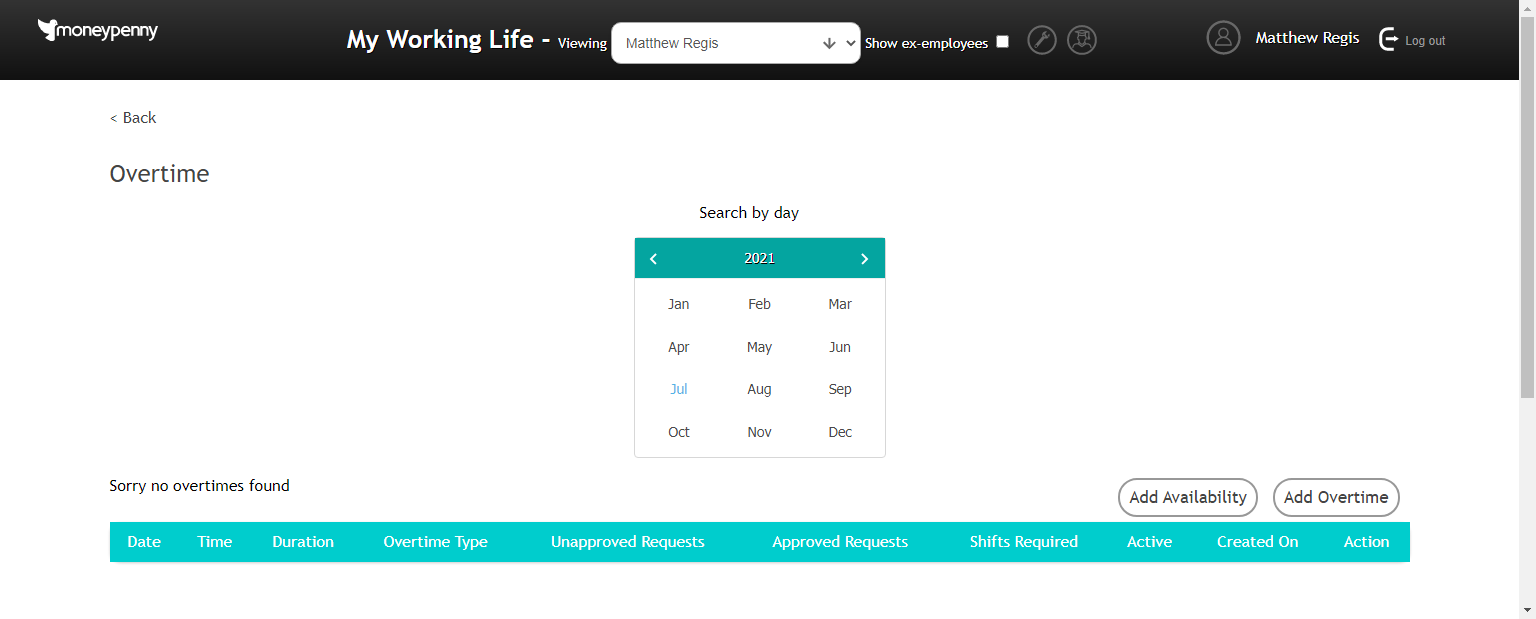 moneypenny
My Working Life - Viewing Matthew Regis Show ex-employees Matthew Regis Log out
< Back
Overtime
Search by day
2021
Jan Feb Mar
Apr May Jun
Jul Aug Sep
Oct Nov Dec
Sorry no overtimes found
Add Availability Add Overtime
Date Time Duration Overtime Type Unapproved Requests Approved Requests Shifts Required Active Created On Action